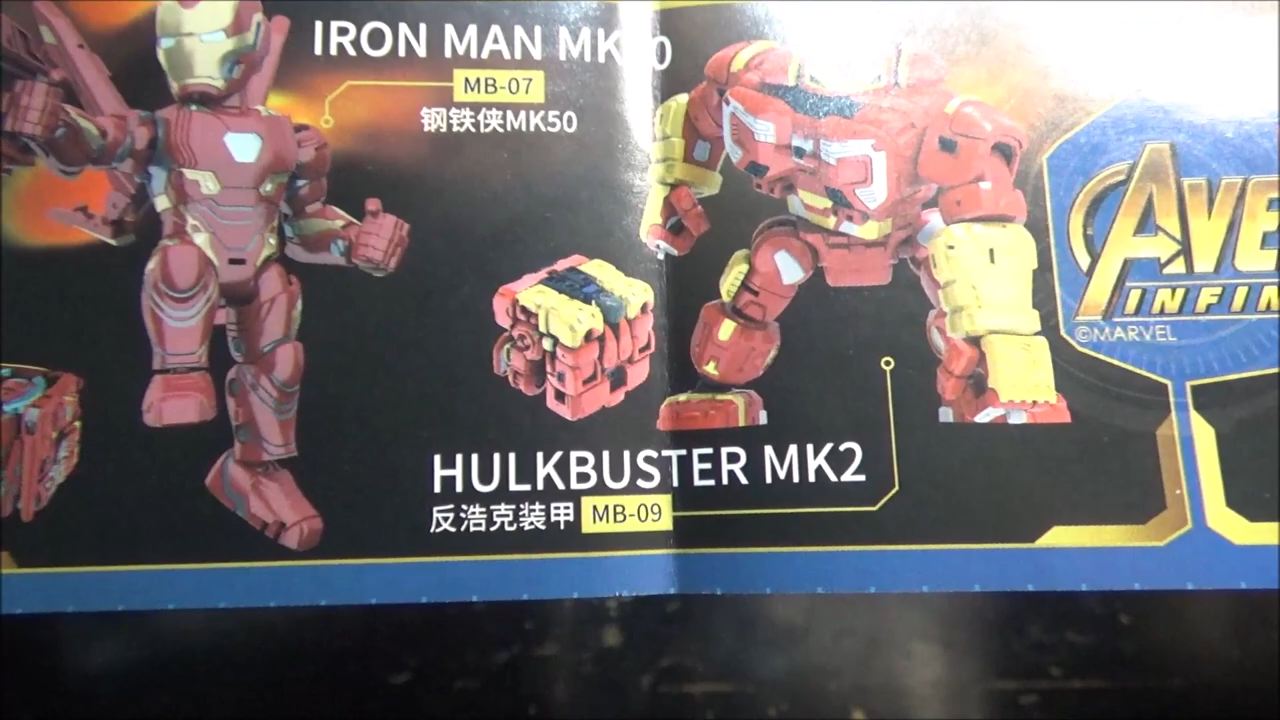 IRON MAN MK50
MB-07
钢铁侠MK50
AVE
INFIN
©MARVEL
HULKBUSTER MK2
反浩克装甲 MB-09